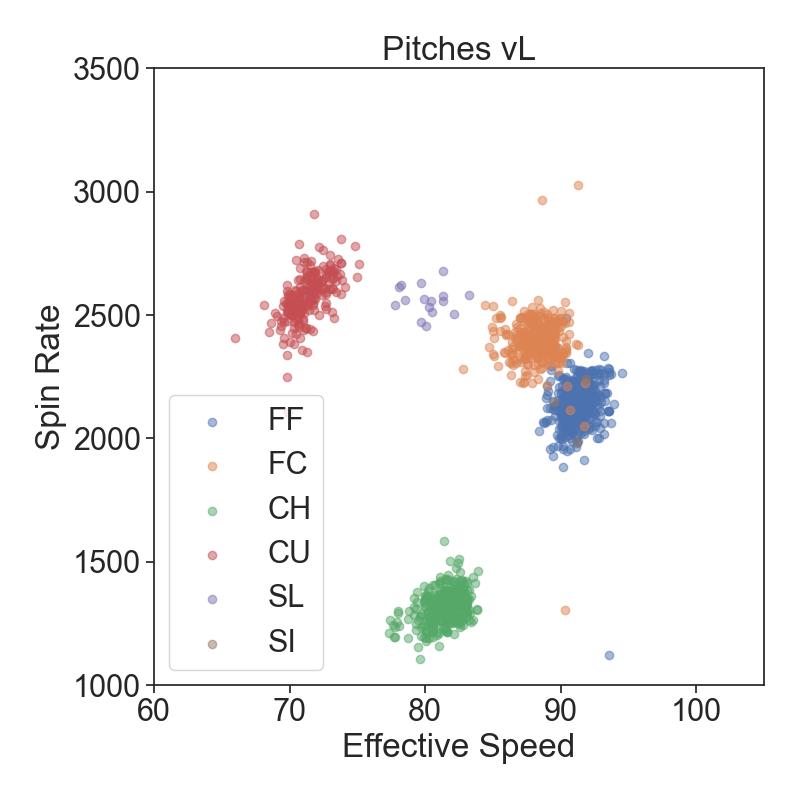 Pitches vL
3500
3000
2500
2000
1500
1000
Spin Rate
FF
FC
CH
CU
SL
SI
60 70 80 90 100
Effective Speed